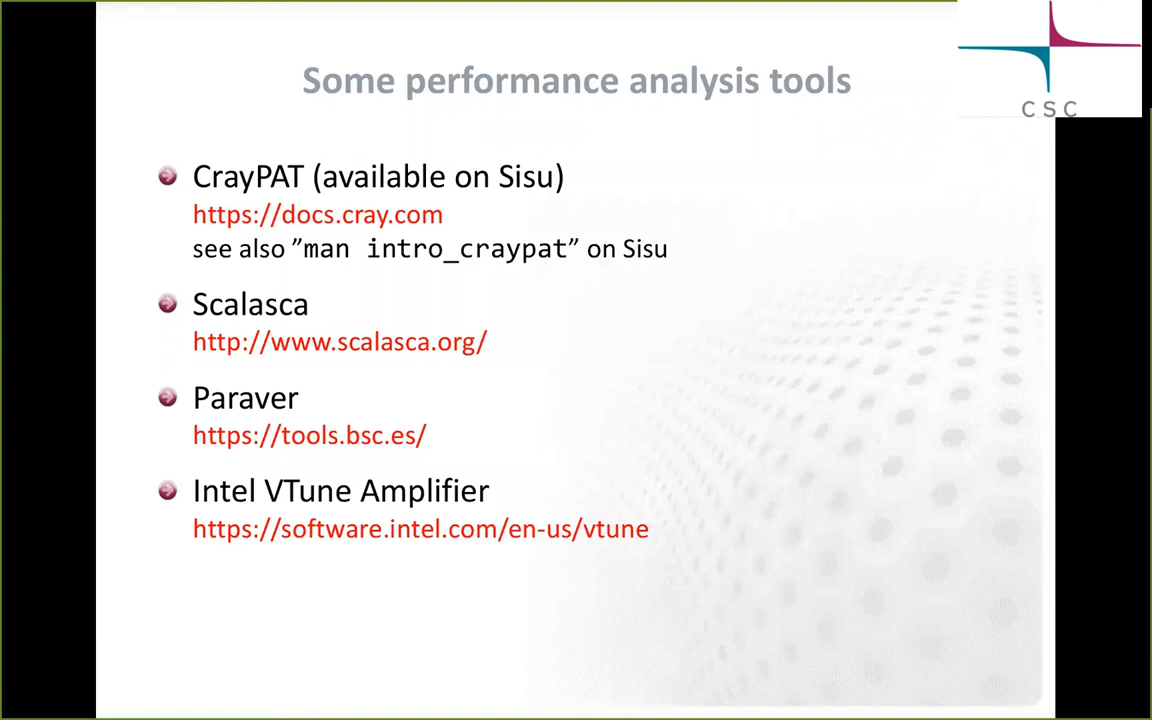 Some performance analysis tools
CSC
CrayPAT (available on Sisu)
https://docs.cray.com
see also ”man intro_craypat” on Sisu
Scalasca
http://www.scalasca.org/
Paraver
https://tools.bsc.es/
Intel VTune Amplifier
https://software.intel.com/en-us/vtune